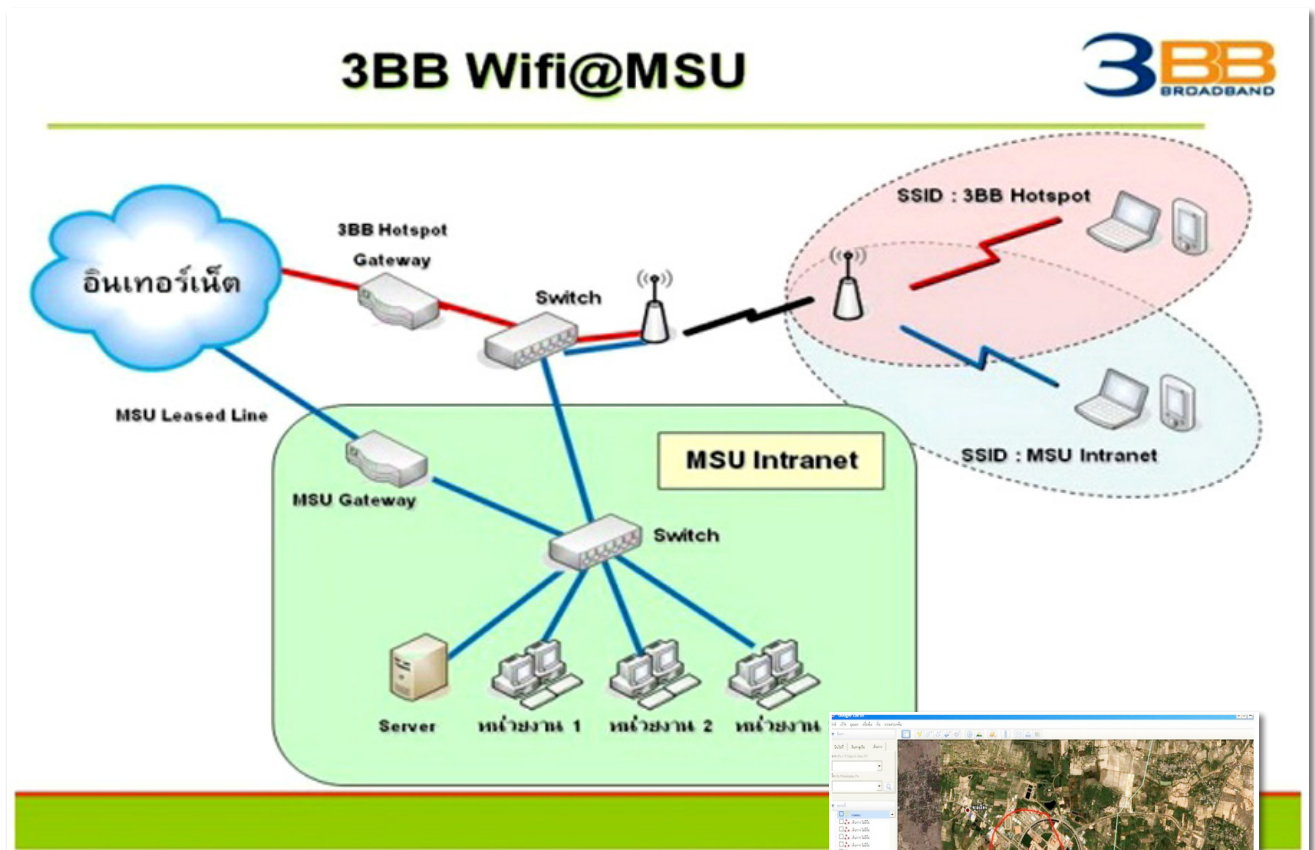 3BB Wifi@MSU
3BB
BROADBAND
SSID : 3BB Hotspot
3BB Hotspot
Gateway
อินเทอร์เน็ต
Switch
MSU Leased Line
MSU Intranet
SSID : MSU Intranet
MSU Gateway
Switch
Server
หน่วยงาน 1
หน่วยงาน 2
หน่วยงาน